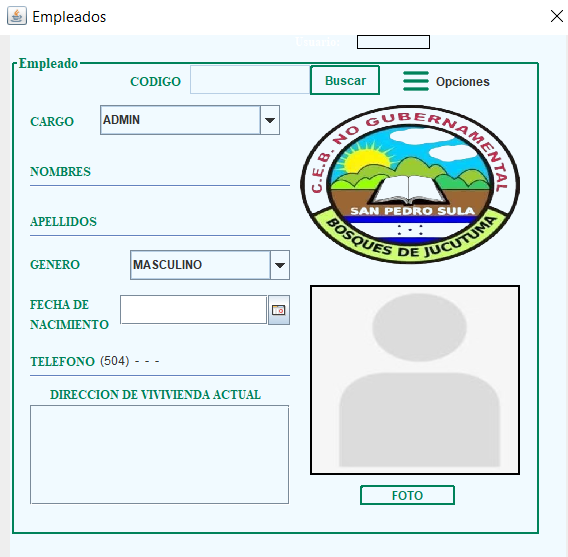 Empleados
Empleado
CODIGO
Buscar
Opciones
CARGO
ADMIN
C.E.B. NO GUBERNAMENTAL
SAN PEDRO SULA
BOSQUES DE JUCUTUMA
NOMBRES
APELLIDOS
GENERO
MASCULINO
FECHA DE
NACIMIENTO
TELEFONO (504) - - -
DIRECCION DE VIVIVIENDA ACTUAL
FOTO